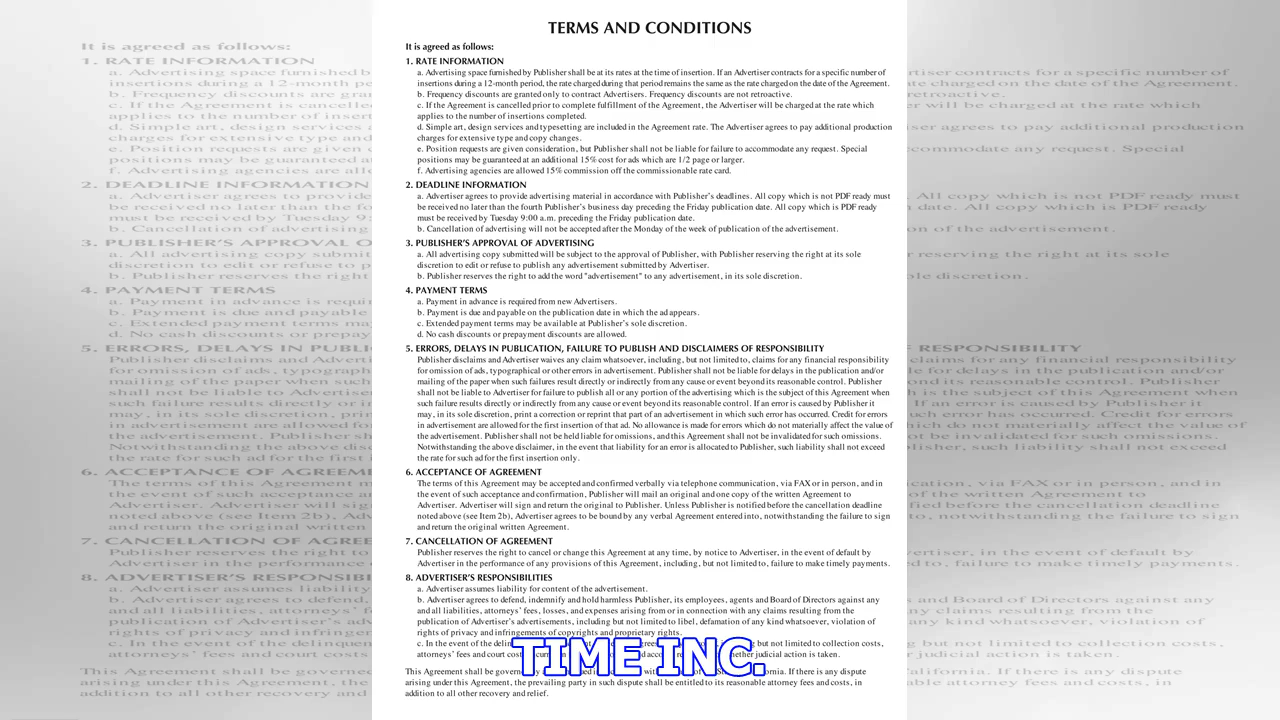 TERMS AND CONDITIONS
It is agreed as follows:
1. RATE INFORMATION
a. Advertising space furnished by Publisher shall be at its rates at the time of insertion. If an Advertiser contracts for a specific number of
insertions during a 12-month period, the rate charged during that period remains the same as the rate charged on the date of the Agreement.
b. Frequency discounts are granted only to contract Advertisers. Frequency discounts are not retroactive.
c. If the Agreement is cancelled prior to complete fulfillment of the Agreement, the Advertiser will be charged at the rate which
applies to the number of insertions completed.
d. Simple art, design services and typesetting are included in the Agreement rate. The Advertiser agrees to pay additional production
charges for extensive type and copy changes.
e. Position requests are given consideration, but Publisher shall not be liable for failure to accommodate any request. Special
positions may be guaranteed at an additional 15% cost for ads which are 1/2 page or larger.
f. Advertising agencies are allowed 15% commission off the commissionable rate card.
2. DEADLINE INFORMATION
a. Advertiser agrees to provide advertising material in accordance with Publisher's deadlines. All copy which is not PDF ready must
be received no later than the fourth Publisher's business day preceding the Friday publication date. All copy which is PDF ready
must be received by Tuesday 9:00 a.m. preceding the Friday publication date.
b. Cancellation of advertising will not be accepted after the Monday of the week of publication of the advertisement.
3. PUBLISHER'S APPROVAL OF ADVERTISING
a. All advertising copy submitted will be subject to the approval of Publisher, with Publisher reserving the right at its sole
discretion to edit or refuse to publish any advertisement submitted by Advertiser.
b. Publisher reserves the right to add the word "advertisement" to any advertisement, in its sole discretion.
4. PAYMENT TERMS
a. Payment in advance is required from new Advertisers.
b. Payment is due and payable on the publication date in which the ad appears.
c. Extended payment terms may be available at Publisher's sole discretion.
d. No cash discounts or prepayment discounts are allowed.
5. ERRORS, DELAYS IN PUBLICATION, FAILURE TO PUBLISH AND DISCLAIMERS OF RESPONSIBILITY
Publisher disclaims and Advertiser waives any claim whatsoever, including, but not limited to, claims for any financial responsibility
for omission of ads, typographical or other errors in advertisement. Publisher shall not be liable for delays in the publication and/or
mailing of the paper when such failures result directly or indirectly from any cause or event beyond its reasonable control. Publisher
shall not be liable to Advertiser for failure to publish all or any portion of the advertising which is the subject of this Agreement when
such failure results directly or indirectly from any cause or event beyond its reasonable control. If an error is caused by Publisher it
may, in its sole discretion, print a correction or reprint that part of an advertisement in which such error has occurred. Credit for errors
in advertisement are allowed for the first insertion of that ad. No allowance is made for errors which do not materially affect the value of
the advertisement. Publisher shall not be held liable for omissions, and this Agreement shall not be invalidated for such omissions.
Notwithstanding the above disclaimer, in the event that liability for an error is allocated to Publisher, such liability shall not exceed
the rate for such ad for the first insertion only.
6. ACCEPTANCE OF AGREEMENT
The terms of this Agreement may be accepted and confirmed verbally via telephone communication, via FAX or in person, and in
the event of such acceptance and confirmation, Publisher will mail an original and one copy of the written Agreement to
Advertiser. Advertiser will sign and return the original to Publisher. Unless Publisher is notified before the cancellation deadline
noted above (see Item 2b), Advertiser agrees to be bound by any verbal Agreement entered into, notwithstanding the failure to sign
and return the original written Agreement.
7. CANCELLATION OF AGREEMENT
Publisher reserves the right to cancel or change this Agreement at any time, by notice to Advertiser, in the event of default by
Advertiser in the performance of any provisions of this Agreement, including, but not limited to, failure to make timely payments.
8. ADVERTISER'S RESPONSIBILITIES
a. Advertiser assumes liability for content of the advertisement.
b. Advertiser agrees to defend, indemnify and hold harmless Publisher, its employees, agents and Board of Directors against any
and all liabilities, attorneys' fees, losses, and expenses arising from or in connection with any claims resulting from the
publication of Advertiser's advertisements, including but not limited to libel, defamation of any kind whatsoever, violation of
rights of privacy and infringements of copyrights and proprietary rights.
c. In the event of the but not limited to collection costs,
attorneys' fees and court whether judicial action is taken.
TIME INC.
This Agreement shall be If there is any dispute
arising under this Agreement, the prevailing party in such dispute shall be entitled to its reasonable attorney fees and costs, in
addition to all other recovery and relief.